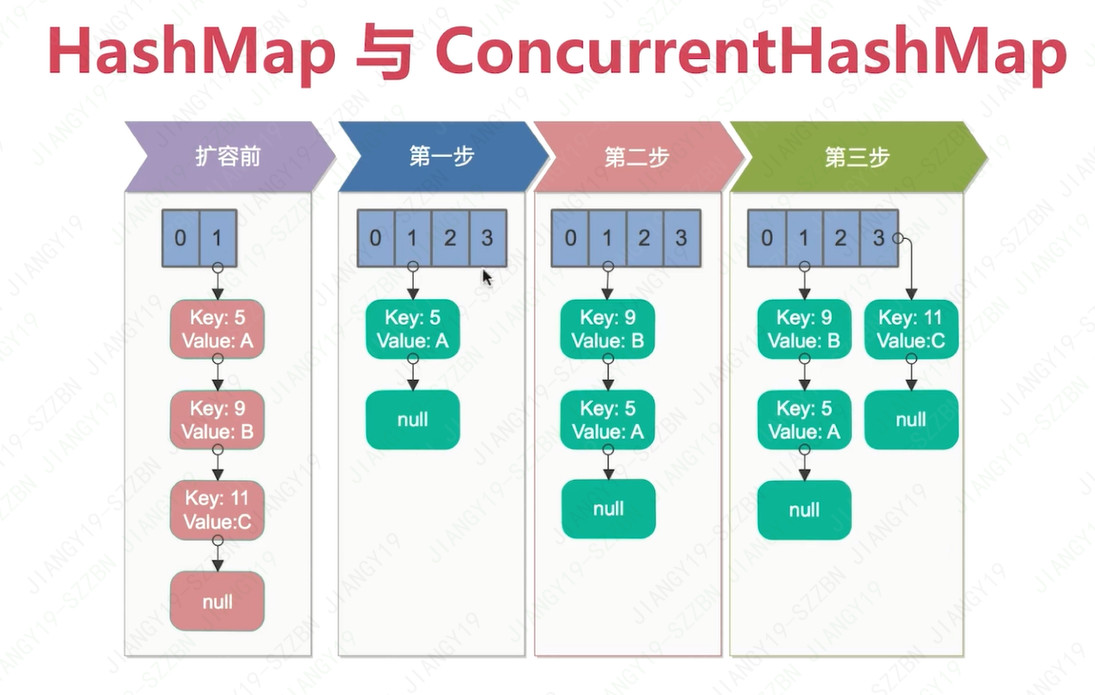 HashMap 与 ConcurrentHashMap
扩容前
第一步
第二步
第三步
0 1
Key: 5
Value: A
Key: 9
Value: B
Key: 11
Value:C
null
0 1 2 3
Key: 5
Value: A
null
0 1 2 3
Key: 9
Value: B
Key: 5
Value: A
null
0 1 2 3
Key: 9
Value: B
Key: 5
Value: A
null
Key: 11
Value:C
null
JIANGY19-SZZBN